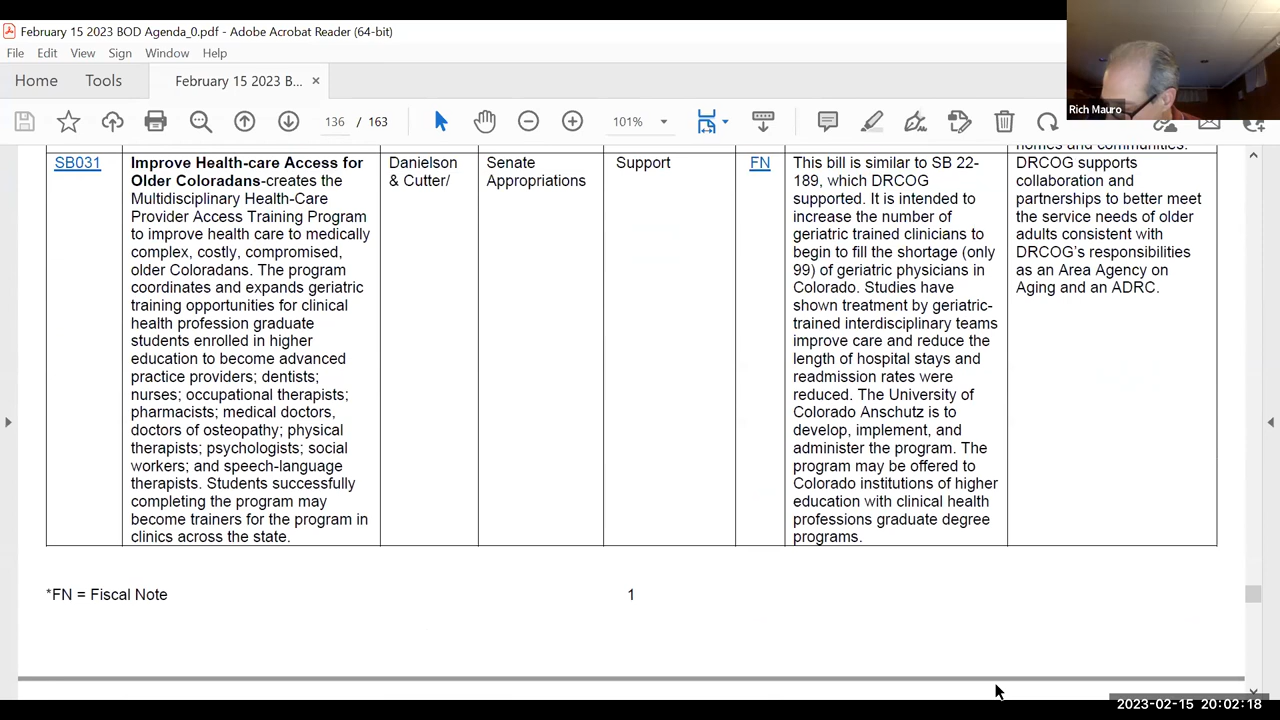 February 15 2023 BOD Agenda_0.pdf - Adobe Acrobat Reader (64-bit)
File Edit View Sign Window Help
Home Tools February 15 2023 B... ×
136 / 163 101%
Rich Mauro
SB031
Improve Health-care Access for
Older Coloradans-creates the
Multidisciplinary Health-Care
Provider Access Training Program
to improve health care to medically
complex, costly, compromised,
older Coloradans. The program
coordinates and expands geriatric
training opportunities for clinical
health profession graduate
students enrolled in higher
education to become advanced
practice providers; dentists;
nurses; occupational therapists;
pharmacists; medical doctors,
doctors of osteopathy; physical
therapists; psychologists; social
workers; and speech-language
therapists. Students successfully
completing the program may
become trainers for the program in
clinics across the state.
Danielson
& Cutter/
Senate
Appropriations
Support
FN
This bill is similar to SB 22-
189, which DRCOG
supported. It is intended to
increase the number of
geriatric trained clinicians to
begin to fill the shortage (only
99) of geriatric physicians in
Colorado. Studies have
shown treatment by geriatric-
trained interdisciplinary teams
improve care and reduce the
length of hospital stays and
readmission rates were
reduced. The University of
Colorado Anschutz is to
develop, implement, and
administer the program. The
program may be offered to
Colorado institutions of higher
education with clinical health
professions graduate degree
programs.
homes and communities.
DRCOG supports
collaboration and
partnerships to better meet
the service needs of older
adults consistent with
DRCOG's responsibilities
as an Area Agency on
Aging and an ADRC.
*FN = Fiscal Note 1
2023-02-15 20:02:18